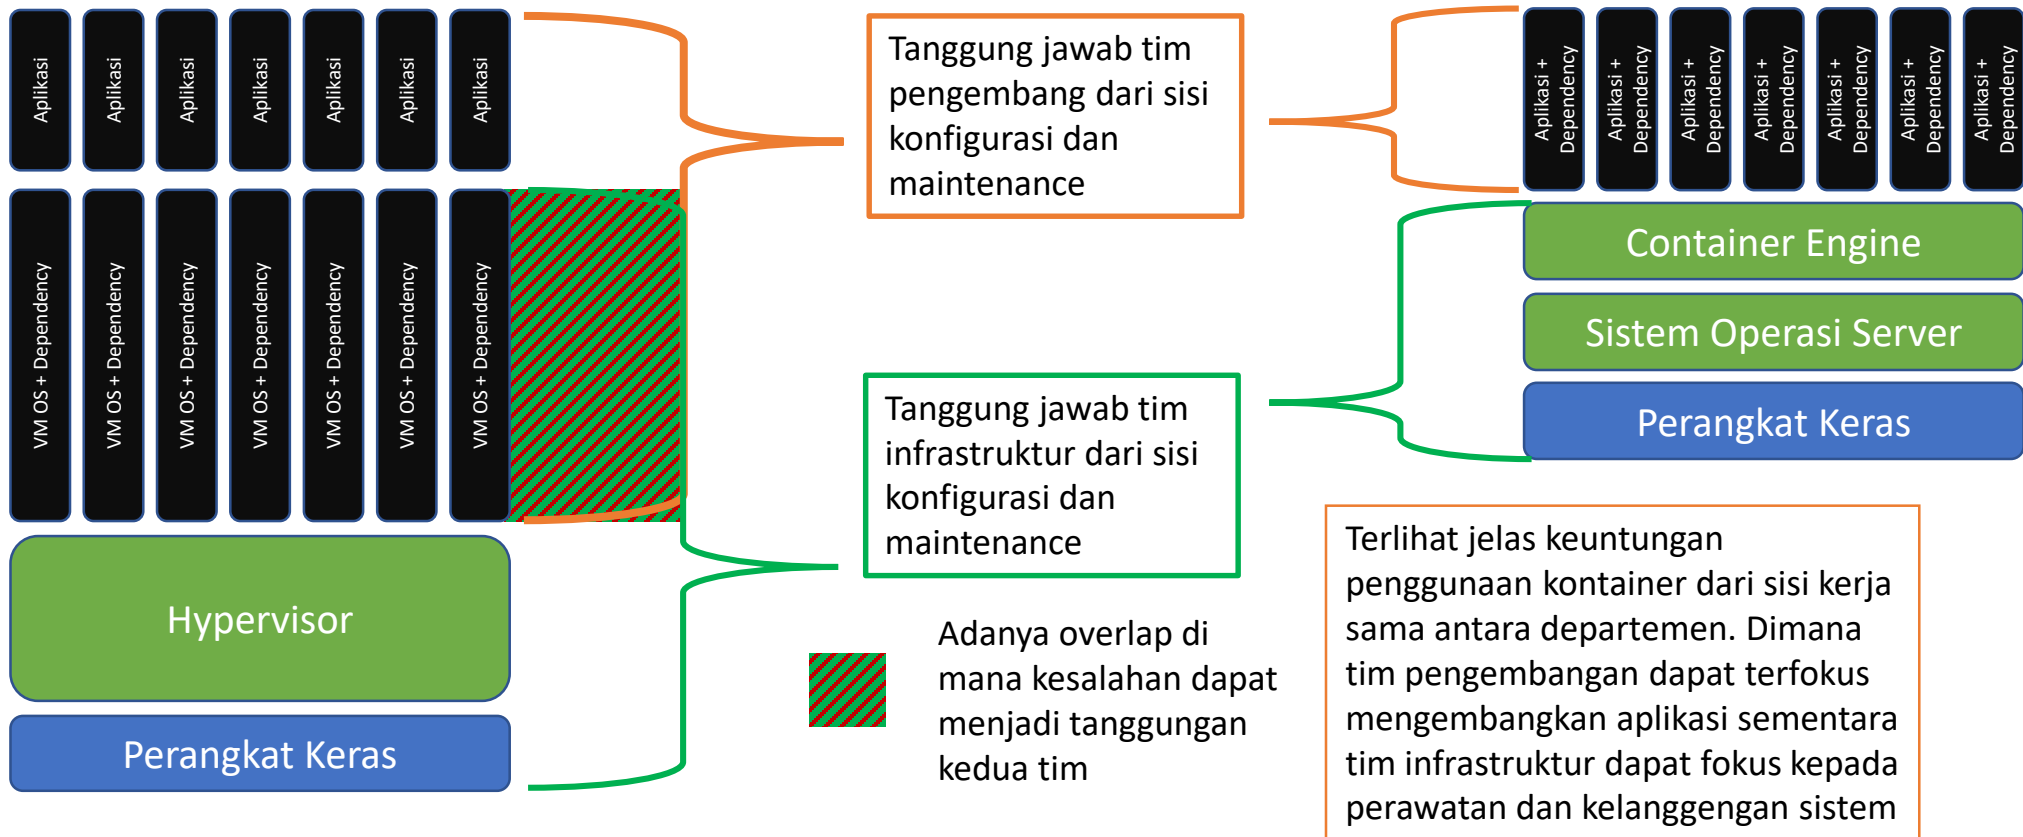 Aplikasi
Aplikasi
Aplikasi
Aplikasi
Aplikasi
Aplikasi
Aplikasi
VM OS + Dependency
VM OS + Dependency
VM OS + Dependency
VM OS + Dependency
VM OS + Dependency
VM OS + Dependency
VM OS + Dependency
Hypervisor
Perangkat Keras
Tanggung jawab tim
pengembang dari sisi
konfigurasi dan
maintenance
Tanggung jawab tim
infrastruktur dari sisi
konfigurasi dan
maintenance
Adanya overlap di
mana kesalahan dapat
menjadi tanggungan
kedua tim
Aplikasi +
Dependency
Aplikasi +
Dependency
Aplikasi +
Dependency
Aplikasi +
Dependency
Aplikasi +
Dependency
Aplikasi +
Dependency
Aplikasi +
Dependency
Container Engine
Sistem Operasi Server
Perangkat Keras
Terlihat jelas keuntungan
penggunaan kontainer dari sisi kerja
sama antara departemen. Dimana
tim pengembangan dapat terfokus
mengembangkan aplikasi sementara
tim infrastruktur dapat fokus kepada
perawatan dan kelanggengan sistem